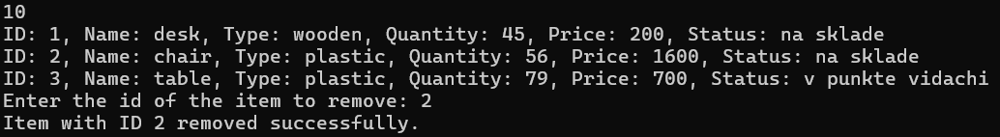 10
ID: 1, Name: desk, Type: wooden, Quantity: 45, Price: 200, Status: na sklade
ID: 2, Name: chair, Type: plastic, Quantity: 56, Price: 1600, Status: na sklade
ID: 3, Name: table, Type: plastic, Quantity: 79, Price: 700, Status: v punkte vidachi
Enter the id of the item to remove: 2
Item with ID 2 removed successfully.